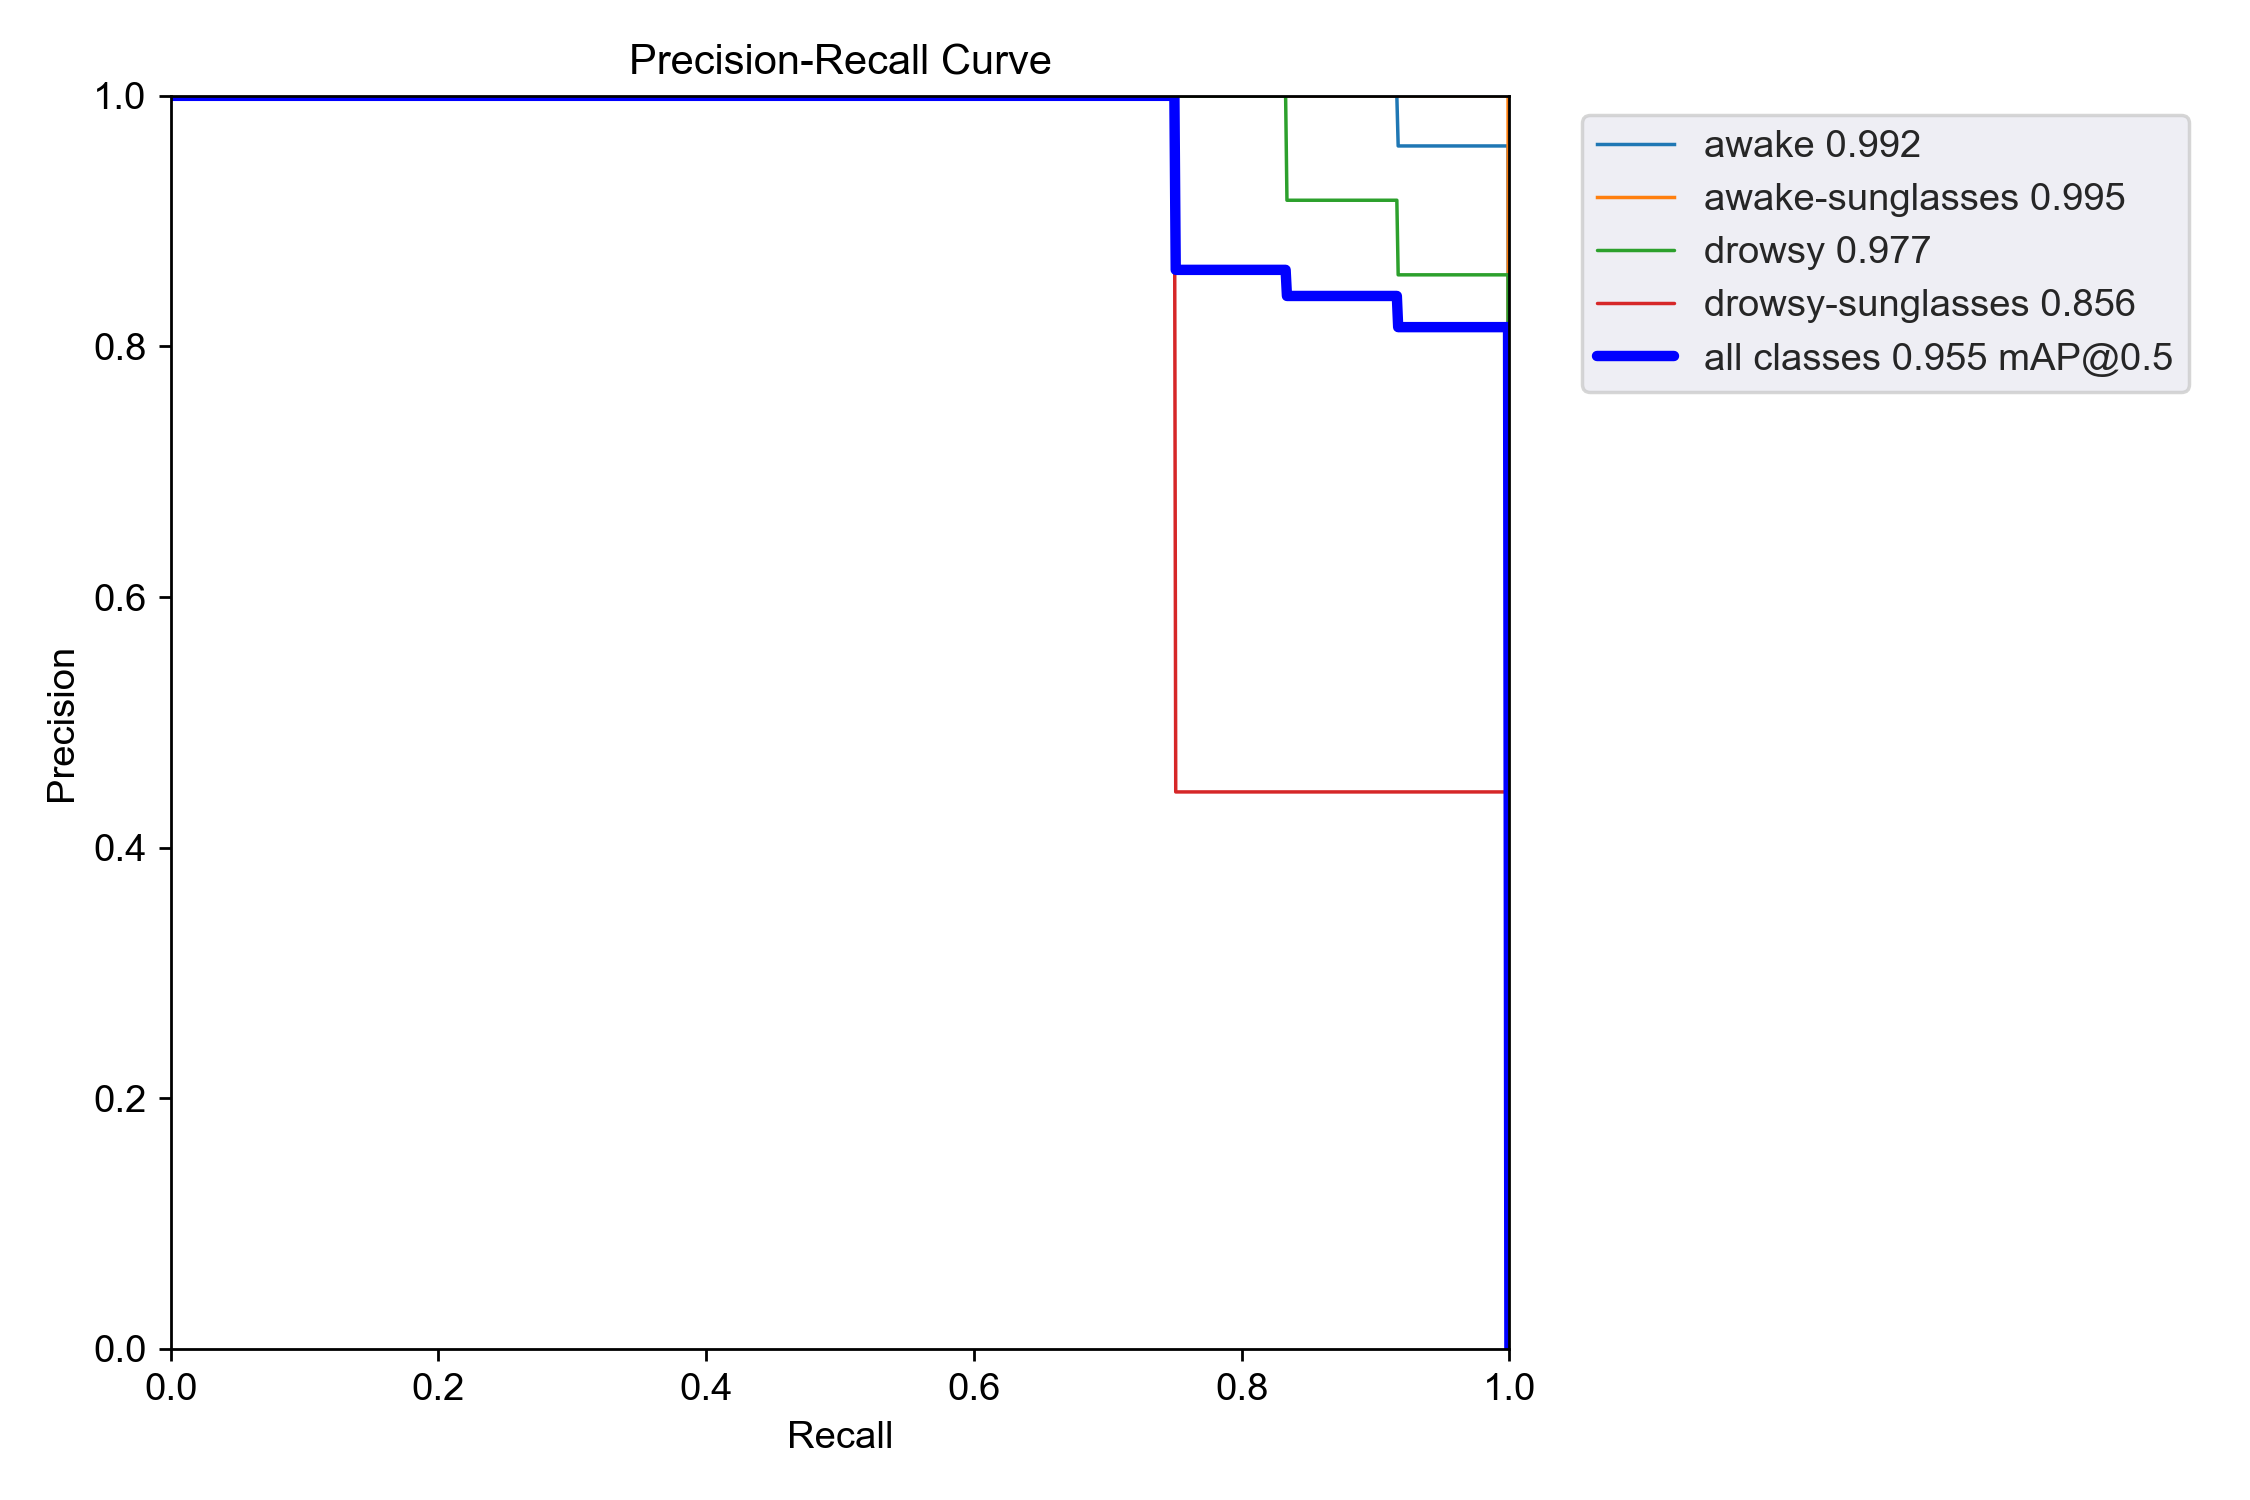 Precision-Recall Curve
1.0
0.8
0.6
0.4
0.2
0.0
Precision
0.0 0.2 0.4 0.6 0.8 1.0
Recall
awake 0.992
awake-sunglasses 0.995
drowsy 0.977
drowsy-sunglasses 0.856
all classes 0.955 mAP@0.5